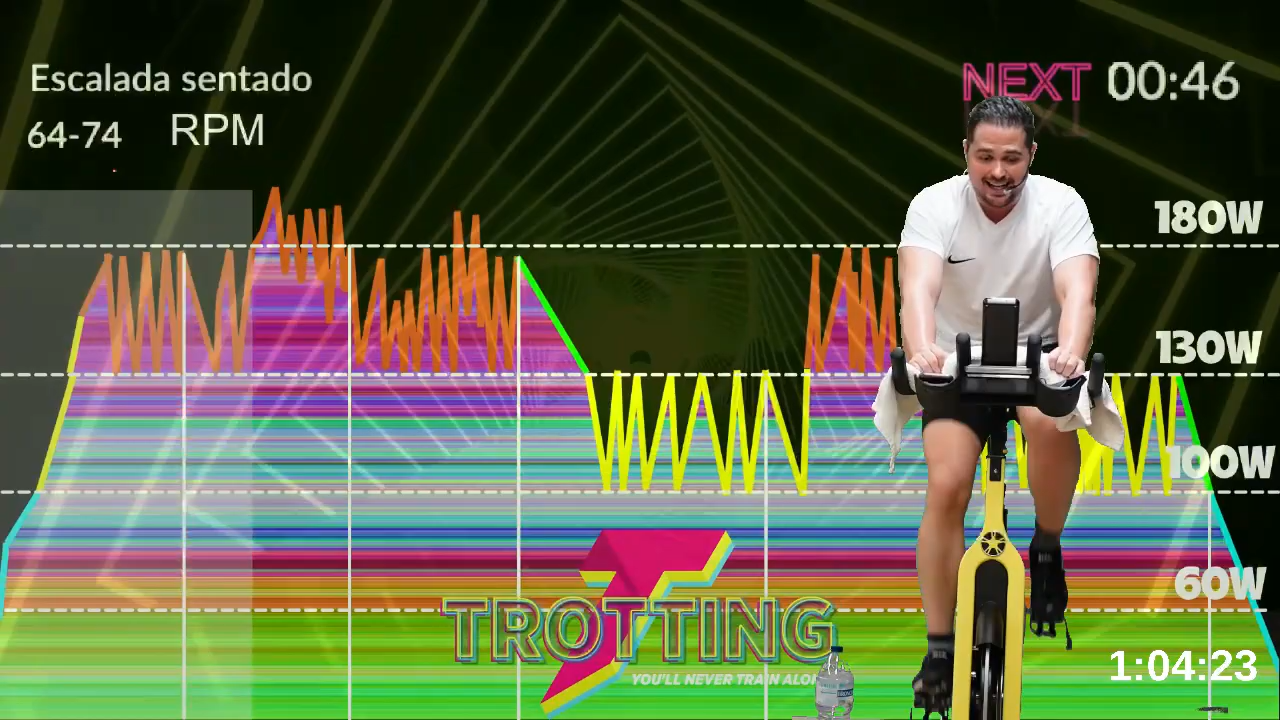 Escalada sentado
NEXT 00:46
64-74 RPM
180W
130W
100W
60W
TROTTING
YOU'LL NEVER TRAIN ALO
1:04:23